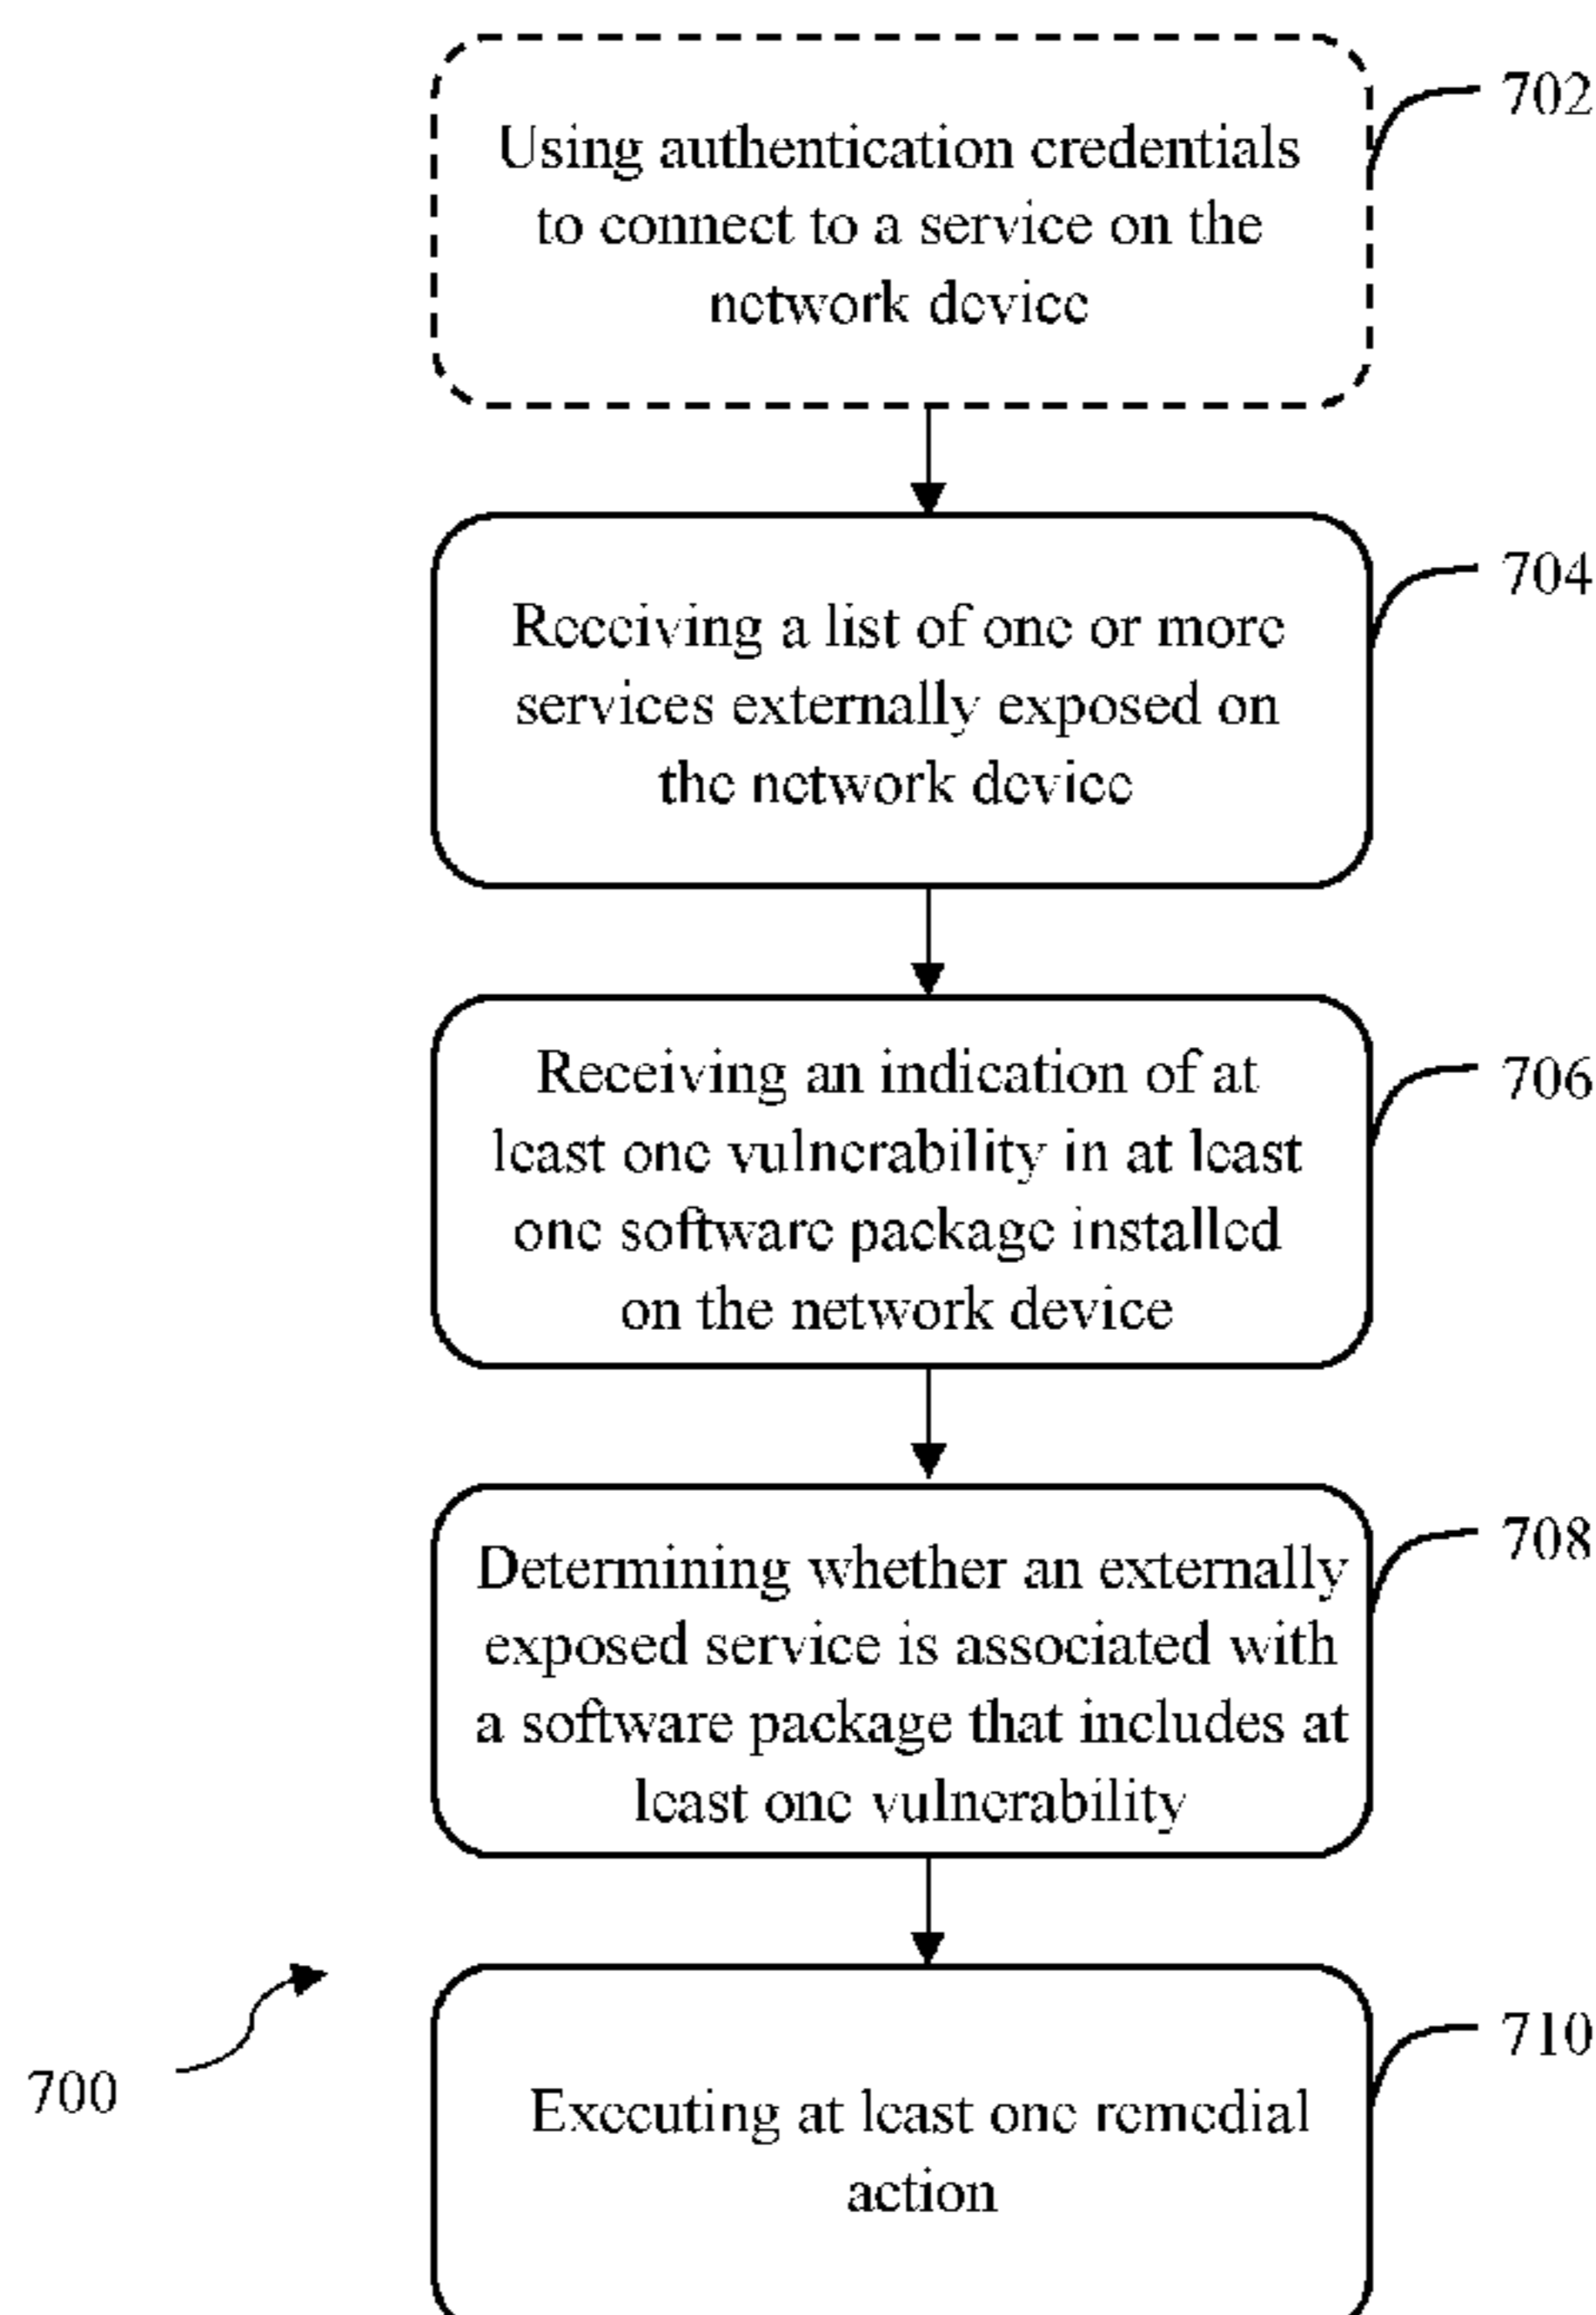 Using authentication credentials
to connect to a service on the
network device
702
Receiving a list of one or more
services externally exposed on
the network device
704
Receiving an indication of at
least one vulnerability in at least
one software package installed
on the network device
706
Determining whether an externally
exposed service is associated with
a software package that includes at
least one vulnerability
708
Executing at least one remedial
action
710
700